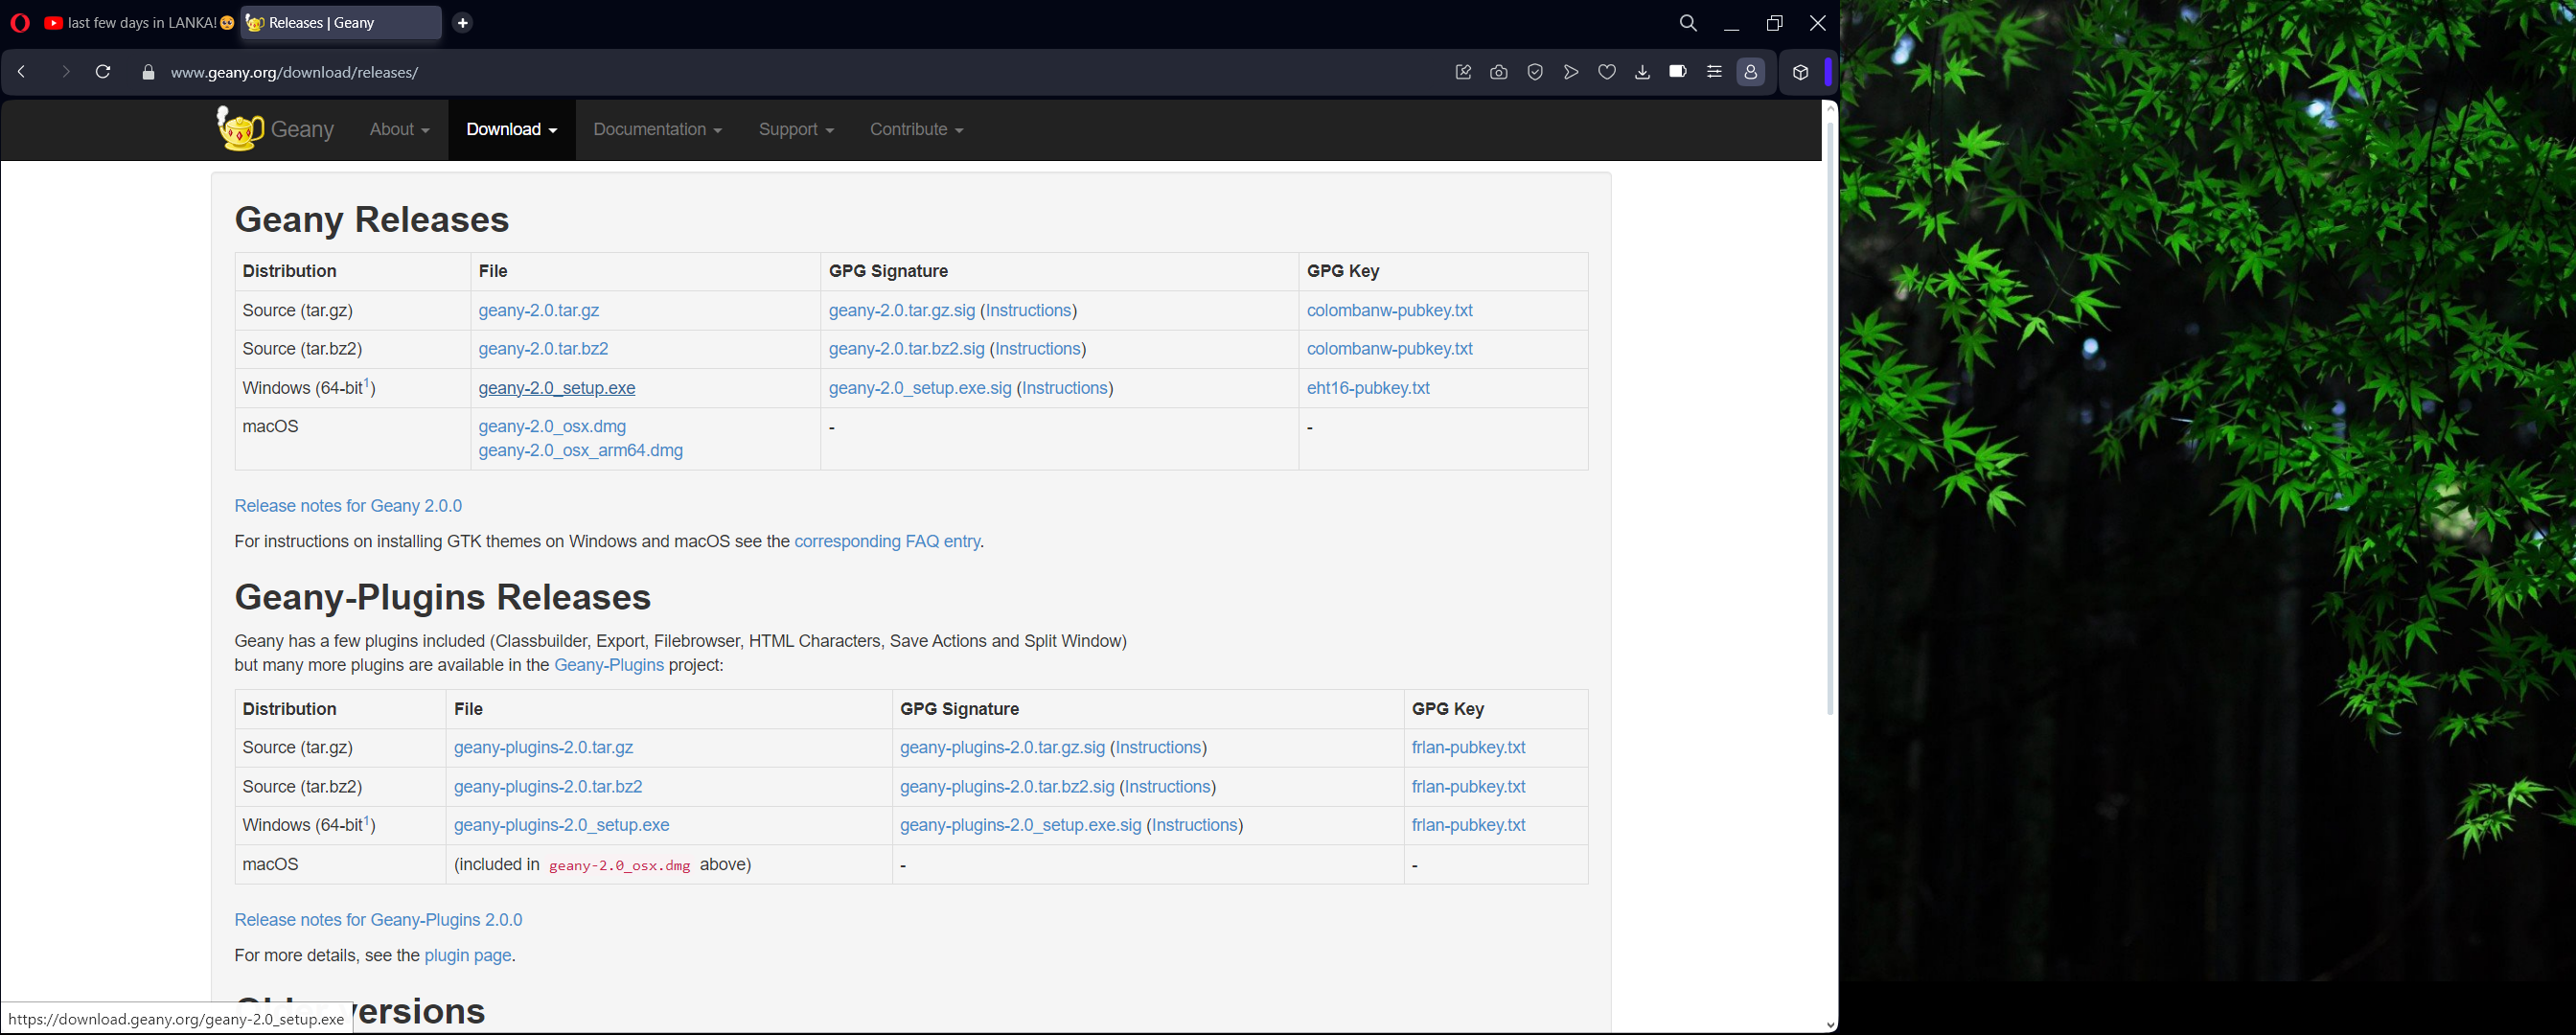 last few days in LANKA!🥺
Releases | Geany
www.geany.org/download/releases/
Geany
About
Download
Documentation
Support
Contribute
Geany Releases
Distribution File GPG Signature GPG Key
Source (tar.gz) geany-2.0.tar.gz geany-2.0.tar.gz.sig (Instructions) colombanw-pubkey.txt
Source (tar.bz2) geany-2.0.tar.bz2 geany-2.0.tar.bz2.sig (Instructions) colombanw-pubkey.txt
Windows (64-bit¹) geany-2.0_setup.exe geany-2.0_setup.exe.sig (Instructions) eht16-pubkey.txt
macOS geany-2.0_osx.dmg - -
geany-2.0_osx_arm64.dmg
Release notes for Geany 2.0.0
For instructions on installing GTK themes on Windows and macOS see the corresponding FAQ entry.
Geany-Plugins Releases
Geany has a few plugins included (Classbuilder, Export, Filebrowser, HTML Characters, Save Actions and Split Window)
but many more plugins are available in the Geany-Plugins project:
Distribution File GPG Signature GPG Key
Source (tar.gz) geany-plugins-2.0.tar.gz geany-plugins-2.0.tar.gz.sig (Instructions) frlan-pubkey.txt
Source (tar.bz2) geany-plugins-2.0.tar.bz2 geany-plugins-2.0.tar.bz2.sig (Instructions) frlan-pubkey.txt
Windows (64-bit¹) geany-plugins-2.0_setup.exe geany-plugins-2.0_setup.exe.sig (Instructions) frlan-pubkey.txt
macOS (included in geany-2.0_osx.dmg above) - -
Release notes for Geany-Plugins 2.0.0
For more details, see the plugin page.
versions
https://download.geany.org/geany-2.0_setup.exe